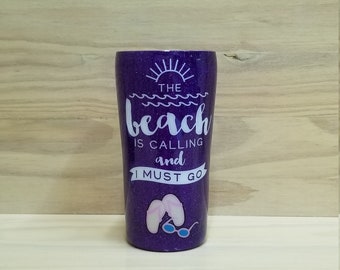 THE
beach
IS CALLING
and
I MUST GO